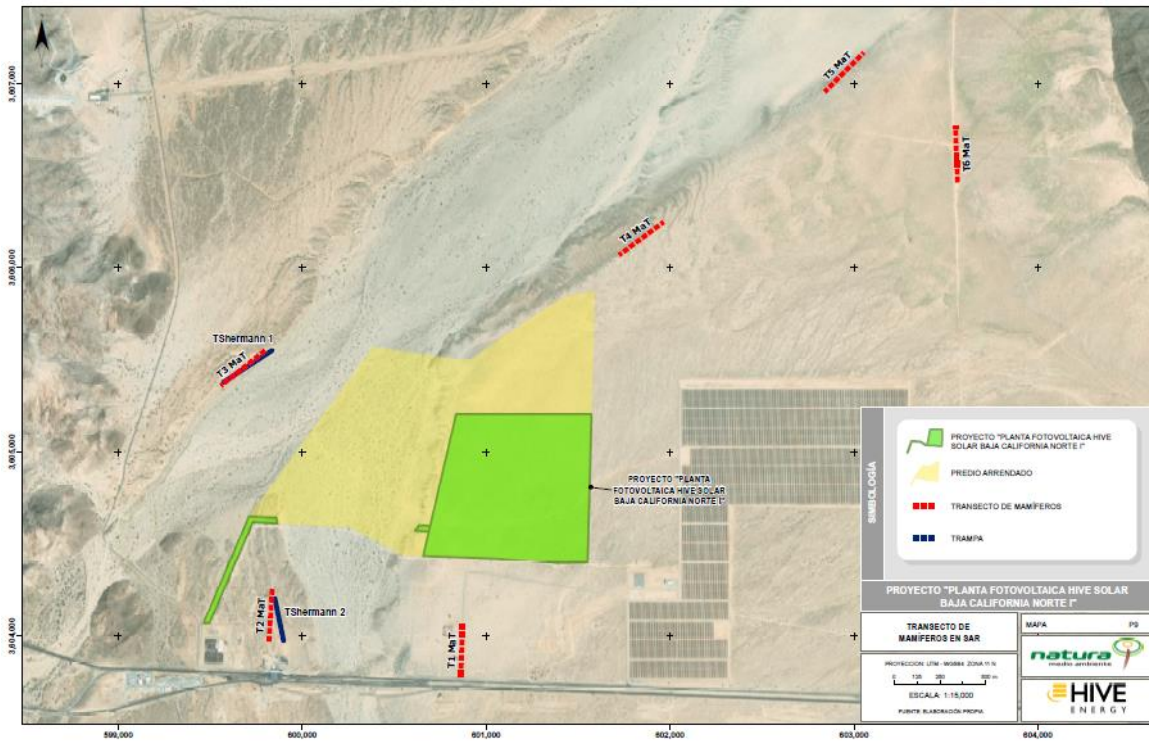 T5 MaT
T6 MaT
T4 MaT
TShermann 1
T3 MaT
PROYECTO "PLANTA
FOTOVOLTAICA HIVE SOLAR
BAJA CALIFORNIA NORTE I"
T2 MaT
TShermann 2
T1 MaT
3,607,000
3,606,000
3,605,000
3,604,000
599,000
600,000
601,000
602,000
603,000
604,000
SIMBOLOGÍA
PROYECTO "PLANTA FOTOVOLTAICA HIVE
SOLAR BAJA CALIFORNIA NORTE I"
PREDIO ARRENDADO
TRANSECTO DE MAMÍFEROS
TRAMPA
PROYECTO "PLANTA FOTOVOLTAICA HIVE SOLAR
BAJA CALIFORNIA NORTE I"
TRANSECTO DE
MAMÍFEROS EN SAR
MAPA P9
PROYECCIÓN: UTM - WGS84 ZONA 11 N
ESCALA: 1:15,000
FUENTE: ELABORACIÓN PROPIA
natura
medio ambiente
HIVE
ENERGY